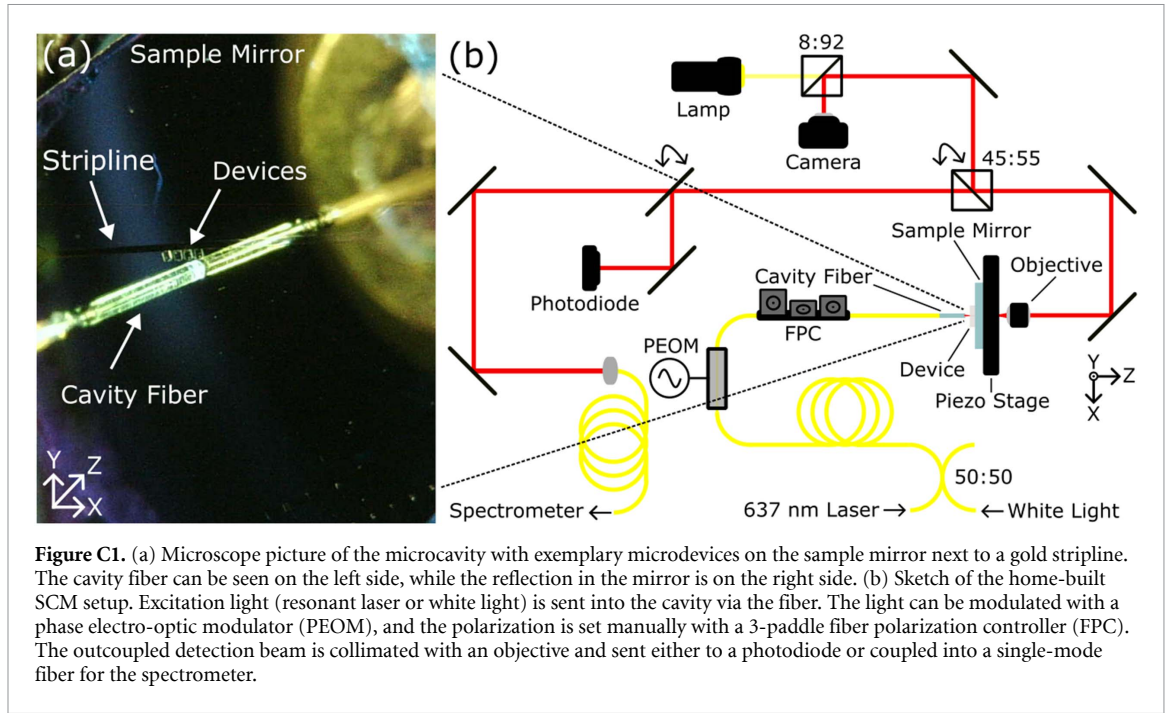 (a)
Sample Mirror
Stripline
Devices
Cavity Fiber
Y
Z
X
(b)
8:92
Lamp
Camera
45:55
Sample Mirror
Objective
Photodiode
Cavity Fiber
FPC
PEOM
Device
Piezo Stage
Y
Z
X
50:50
Spectrometer ←
637 nm Laser→
←White Light
Figure C1. (a) Microscope picture of the microcavity with exemplary microdevices on the sample mirror next to a gold stripline.
The cavity fiber can be seen on the left side, while the reflection in the mirror is on the right side. (b) Sketch of the home-built
SCM setup. Excitation light (resonant laser or white light) is sent into the cavity via the fiber. The light can be modulated with a
phase electro-optic modulator (PEOM), and the polarization is set manually with a 3-paddle fiber polarization controller (FPC).
The outcoupled detection beam is collimated with an objective and sent either to a photodiode or coupled into a single-mode
fiber for the spectrometer.